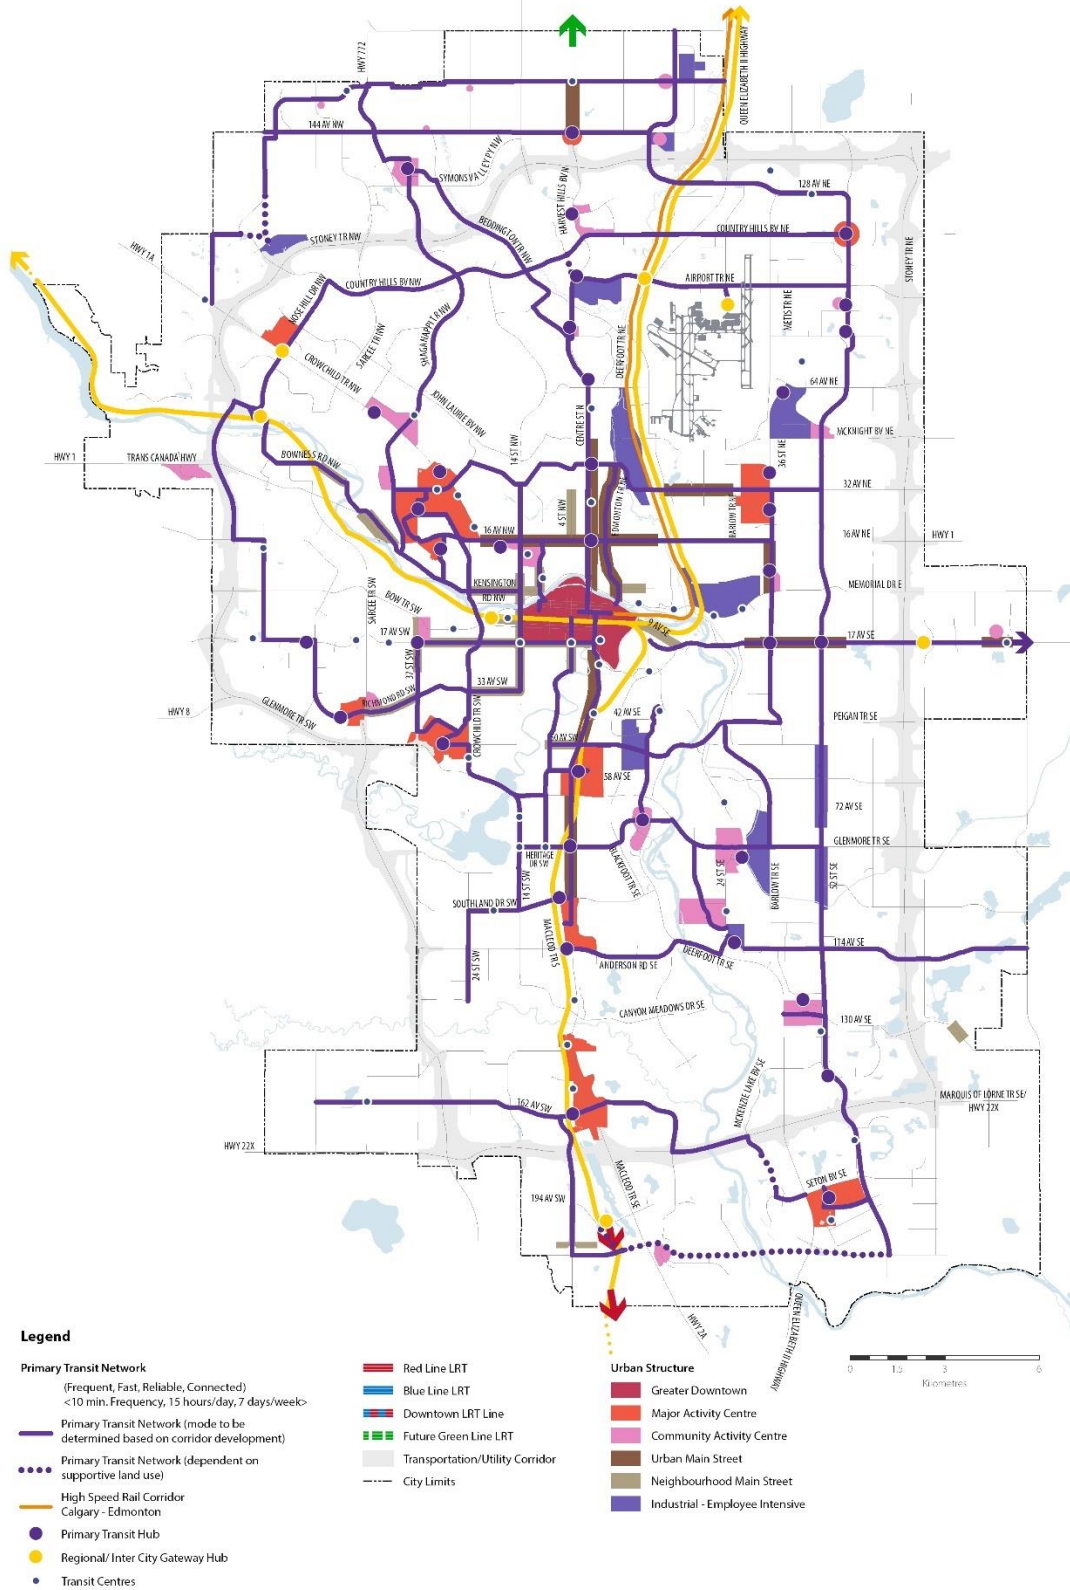 HWY 772
QUEEN ELIZABETH II HIGHWAY
144 AV NW
SYMONS VALLEY PY NW
HARVEST HILLS BV N
128 AV NE
STONEY TR NW
BEDDINGTON TR NW
COUNTRY HILLS BV NE
STONEY TR NE
HWY 1A
COUNTRY HILLS BV NW
AIRPORT TR NE
NOSE HILL DR NW
METIS TR NE
SARCEE TR NW
SHAGANAPPI TR NW
DEERFOOT TR NE
CROWCHILD TR NW
64 AV NE
JOHN LAURIE BV NW
CENTRE ST N
14 ST NW
36 ST NE
MCKNIGHT BV NE
HWY 1
TRANS CANADA HWY
BOWNESS RD NW
32 AV NE
4 ST NW
EDMONTON TR NE
BARLOW TR NE
16 AV NW
16 AV NE
HWY 1
KENSINGTON
RD NW
MEMORIAL DR E
SARCEE TR SW
BOW TR SW
17 AV SW
9 AV SE
17 AV SE
37 ST SW
33 AV SW
RICHMOND RD SW
HWY 8
GLENMORE TR SW
42 AV SE
PEIGAN TR SE
CROWCHILD TR SW
50 AV SW
58 AV SE
72 AV SE
GLENMORE TR SE
HERITAGE
DR SW
BLACKFOOT TR SE
24 ST SE
BARLOW TR SE
52 ST SE
14 ST SW
SOUTHLAND DR SW
MACLEOD TR S
24 ST SW
ANDERSON RD SE
DEERFOOT TR SE
114 AV SE
CANYON MEADOWS DR SE
130 AV SE
MCKENZIE LAKE BV SE
162 AV SW
MARQUIS OF LORNE TR SE/
HWY 22X
HWY 22X
MACLEOD TR SE
SETON BV SE
194 AV SW
HWY 2A
QUEEN ELIZABETH II HIGHWAY
0 1.5 3 6
Kilometres
Legend
Primary Transit Network
(Frequent, Fast, Reliable, Connected)
<10 min. Frequency, 15 hours/day, 7 days/week>
Primary Transit Network (mode to be
determined based on corridor development)
Primary Transit Network (dependent on
supportive land use)
High Speed Rail Corridor
Calgary - Edmonton
Primary Transit Hub
Regional/ Inter City Gateway Hub
Transit Centres
Red Line LRT
Blue Line LRT
Downtown LRT Line
Future Green Line LRT
Transportation/Utility Corridor
City Limits
Urban Structure
Greater Downtown
Major Activity Centre
Community Activity Centre
Urban Main Street
Neighbourhood Main Street
Industrial - Employee Intensive